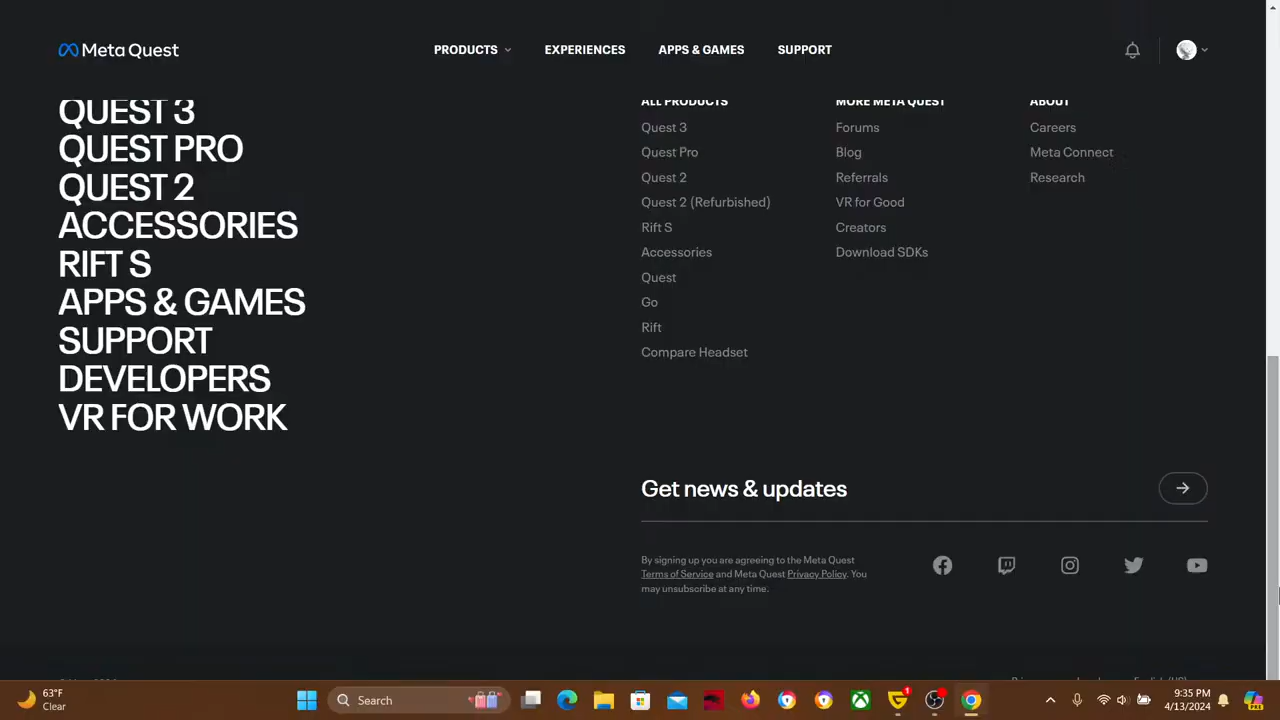 Meta Quest
PRODUCTS
EXPERIENCES
APPS & GAMES
SUPPORT
QUEST 3
QUEST PRO
QUEST 2
ACCESSORIES
RIFT S
APPS & GAMES
SUPPORT
DEVELOPERS
VR FOR WORK
ALL PRODUCTS
Quest 3
Quest Pro
Quest 2
Quest 2 (Refurbished)
Rift S
Accessories
Quest
Go
Rift
Compare Headset
MORE META QUEST
Forums
Blog
Referrals
VR for Good
Creators
Download SDKs
ABOUT
Careers
Meta Connect
Research
Get news & updates
By signing up you are agreeing to the Meta Quest
Terms of Service and Meta Quest Privacy Policy. You
may unsubscribe at any time.
63°F
Clear
Search
1
9:35 PM
4/13/2024